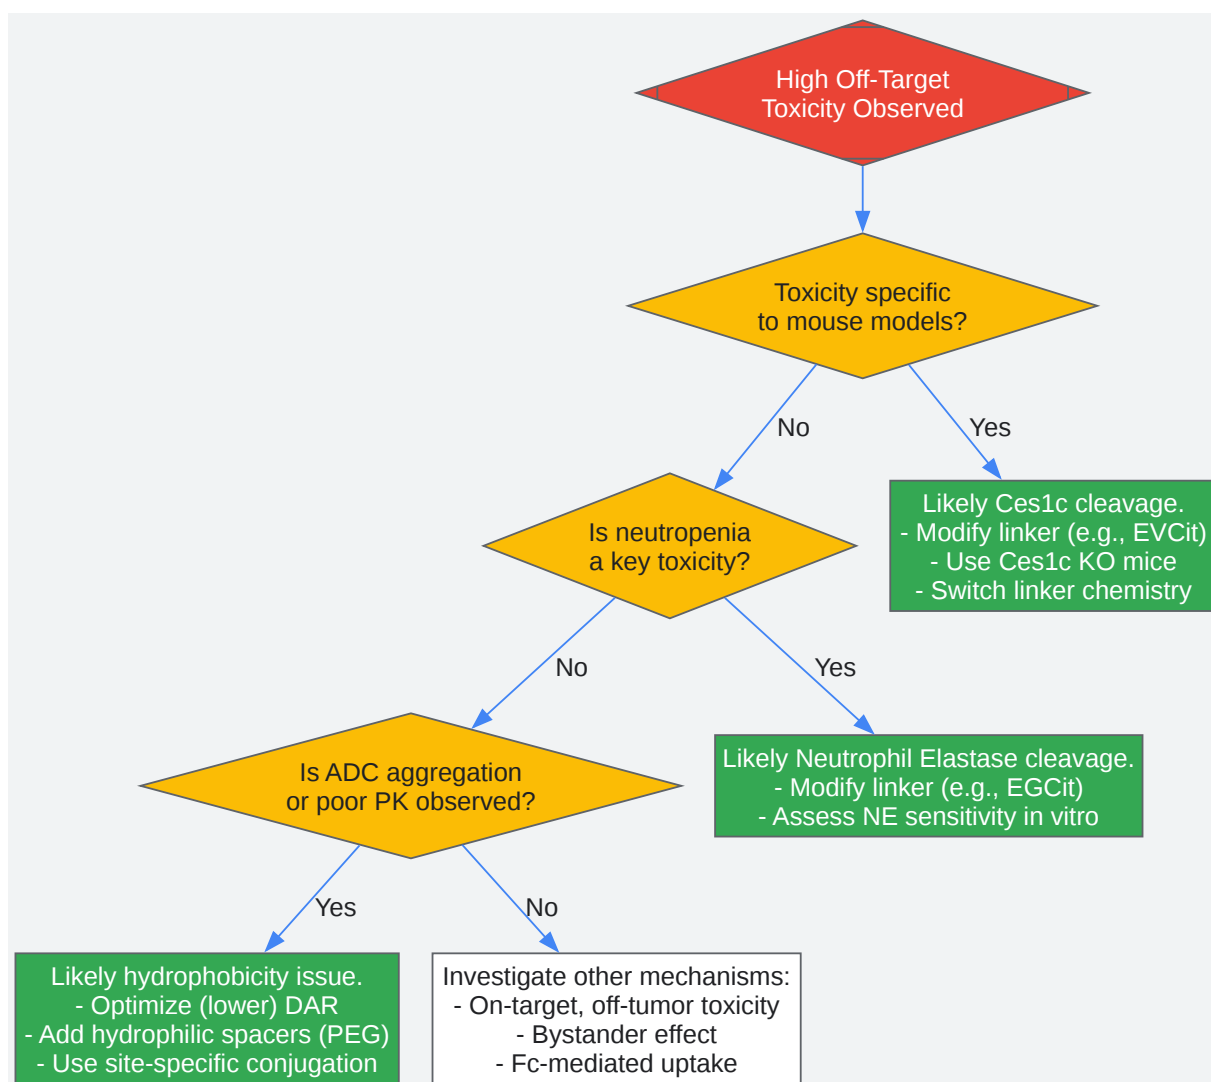 High Off-Target
Toxicity Observed
Toxicity specific
to mouse models?
No
Yes
Likely Ces1c cleavage.
- Modify linker (e.g., EVCit)
- Use Ces1c KO mice
- Switch linker chemistry
Is neutropenia
a key toxicity?
No
Yes
Likely Neutrophil Elastase cleavage.
- Modify linker (e.g., EGCit)
- Assess NE sensitivity in vitro
Is ADC aggregation
or poor PK observed?
Yes
No
Likely hydrophobicity issue.
- Optimize (lower) DAR
- Add hydrophilic spacers (PEG)
- Use site-specific conjugation
Investigate other mechanisms:
- On-target, off-tumor toxicity
- Bystander effect
- Fc-mediated uptake